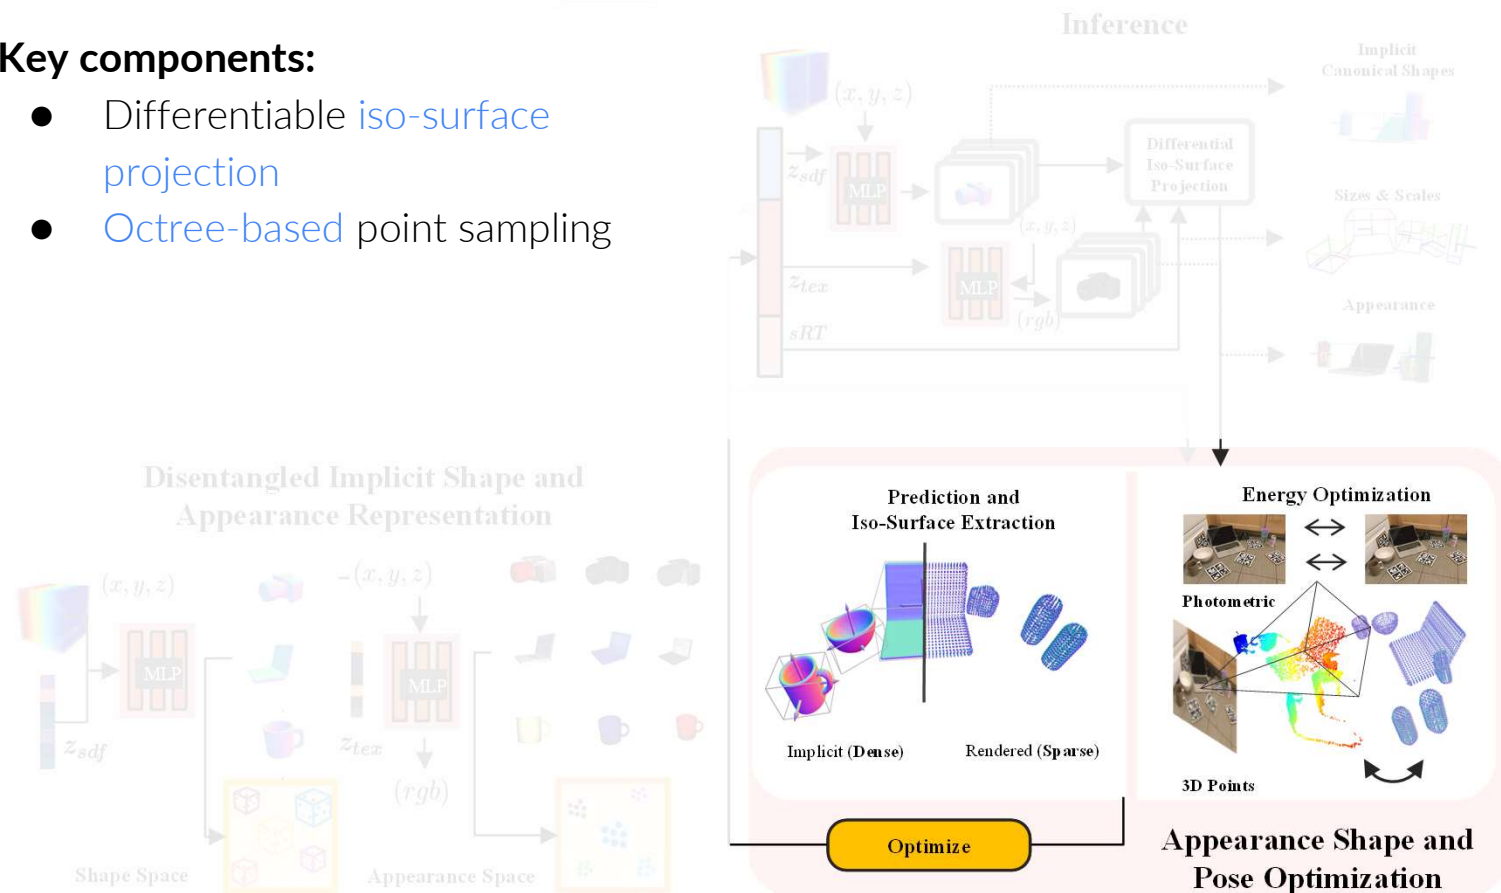 Key components:
● Differentiable iso-surface
projection
● Octree-based point sampling
Inference
(x, y, z)
z_sdf
MLP
Differential
Iso-Surface
Projection
Implicit
Canonical Shapes
Sizes & Scales
(x, y, z)
z_tex
MLP
(rgb)
sRT
Appearance
Disentangled Implicit Shape and
Appearance Representation
(x, y, z)
MLP
z_sdf
(x, y, z)
MLP
z_tex
(rgb)
Shape Space
Appearance Space
Prediction and
Iso-Surface Extraction
Implicit (Dense)
Rendered (Sparse)
Energy Optimization
Photometric
3D Points
Optimize
Appearance Shape and
Pose Optimization